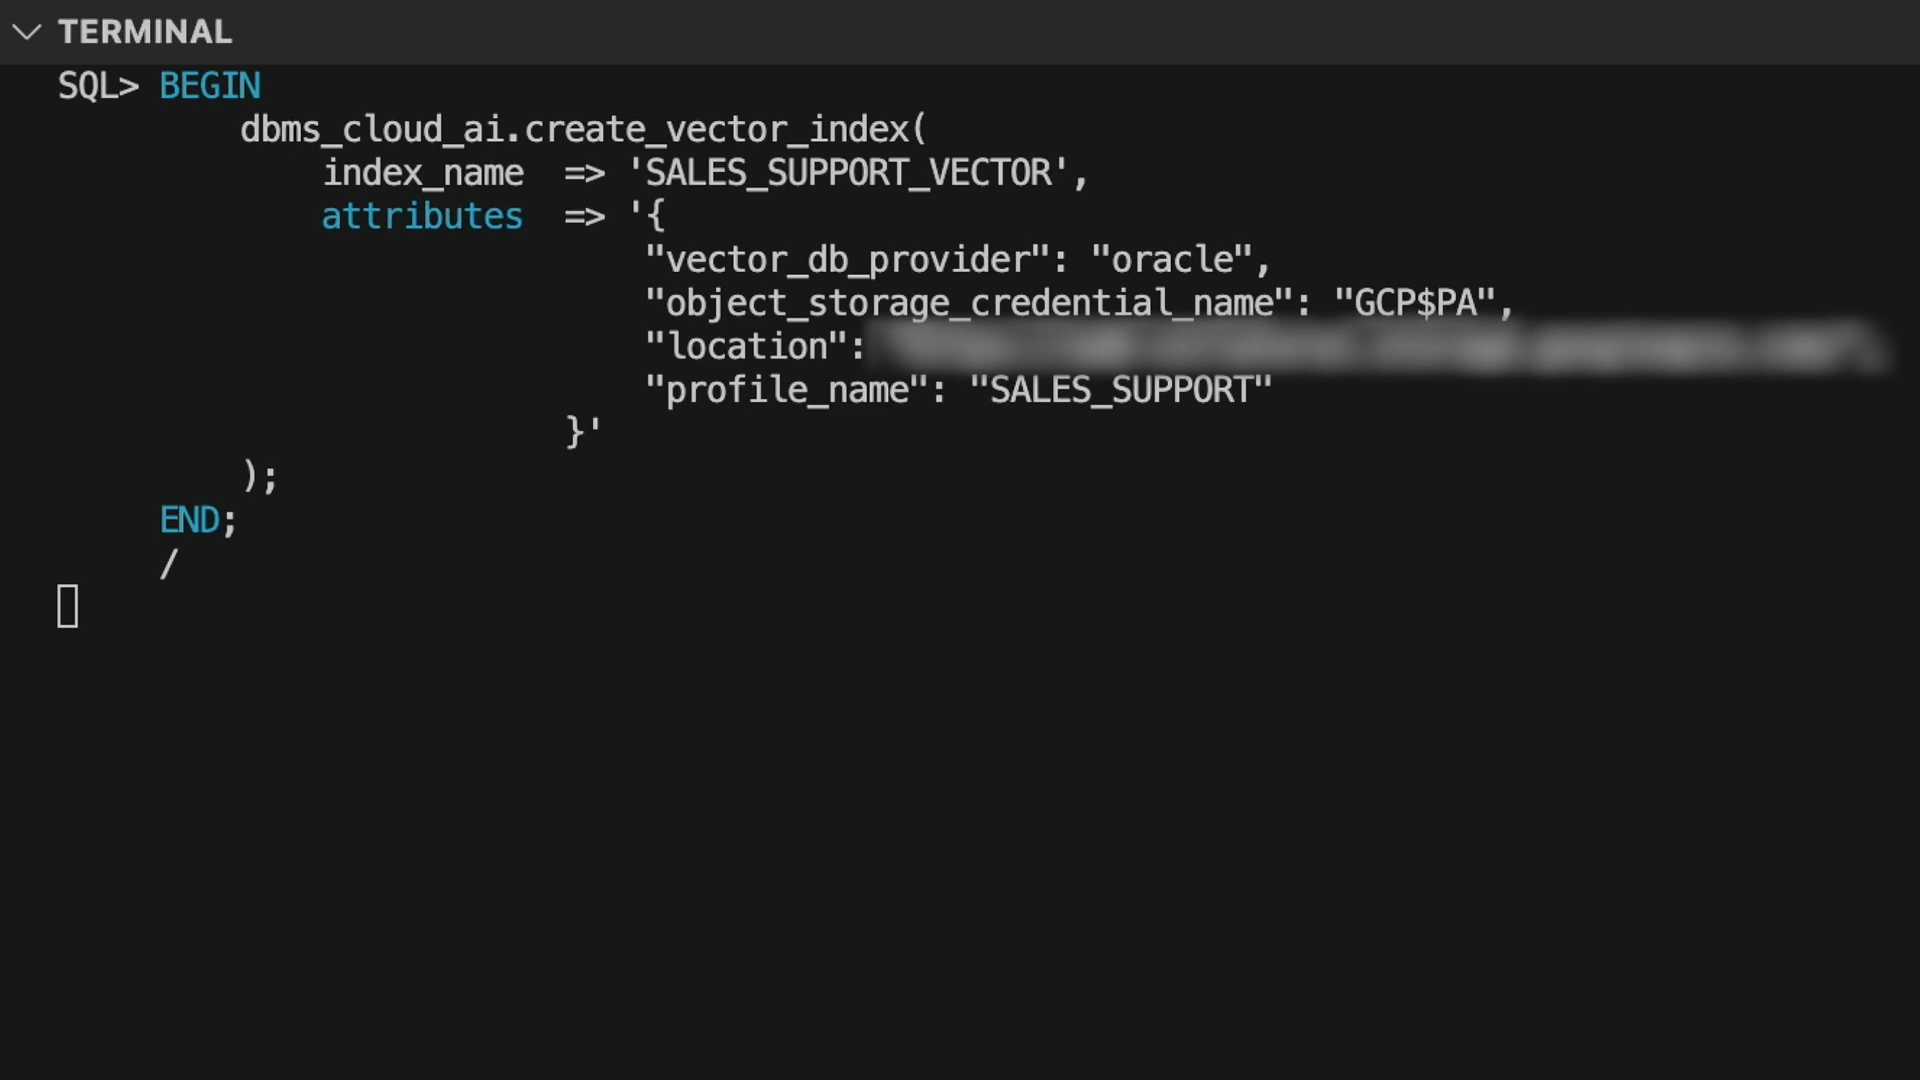 TERMINAL
SQL> BEGIN
dbms_cloud_ai.create_vector_index(
index_name => 'SALES_SUPPORT_VECTOR',
attributes => '{
"vector_db_provider": "oracle",
"object_storage_credential_name": "GCP$PA",
"location":
"profile_name": "SALES_SUPPORT"
}'
);
END;
/